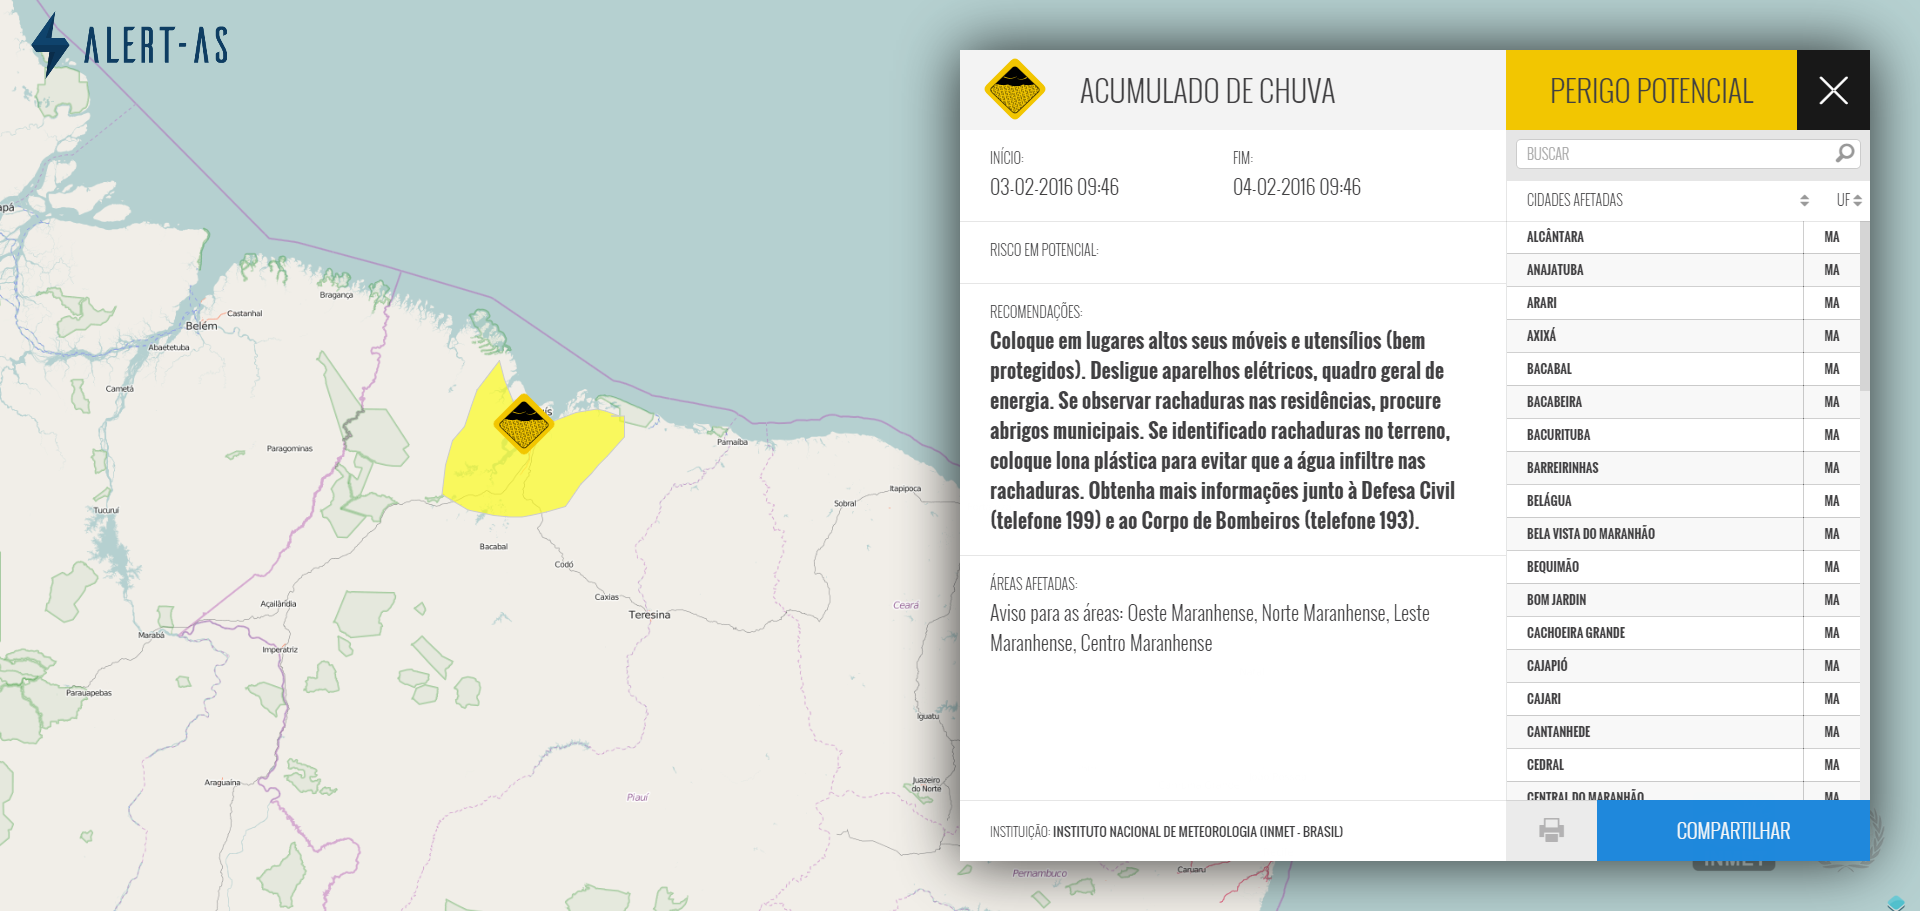 ALERT-AS
ACUMULADO DE CHUVA
PERIGO POTENCIAL
INÍCIO:
03-02-2016 09:46
FIM:
04-02-2016 09:46
RISCO EM POTENCIAL:
RECOMENDAÇÕES:
Coloque em lugares altos seus móveis e utensílios (bem
protegidos). Desligue aparelhos elétricos, quadro geral de
energia. Se observar rachaduras nas residências, procure
abrigos municipais. Se identificado rachaduras no terreno,
coloque lona plástica para evitar que a água infiltre nas
rachaduras. Obtenha mais informações junto à Defesa Civil
(telefone 199) e ao Corpo de Bombeiros (telefone 193).
ÁREAS AFETADAS:
Aviso para as áreas: Oeste Maranhense, Norte Maranhense, Leste
Maranhense, Centro Maranhense
INSTITUIÇÃO: INSTITUTO NACIONAL DE METEOROLOGIA (INMET - BRASIL)
BUSCAR
CIDADES AFETADAS UF
ALCÂNTARA MA
ANAJATUBA MA
ARARI MA
AXIXÁ MA
BACABAL MA
BACABEIRA MA
BACURITUBA MA
BARREIRINHAS MA
BELÁGUA MA
BELA VISTA DO MARANHÃO MA
BEQUIMÃO MA
BOM JARDIN MA
CACHOEIRA GRANDE MA
CAJAPIÓ MA
CAJARI MA
CANTANHEDE MA
CEDRAL MA
CENTRAL DO MARANHÃO MA
COMPARTILHAR
INMET
apá
Bragança
Castanhal
Belém
Abaetetuba
Cametá
Paragominas
Parnaíba
Itapipoca
Sobral
Tucuruí
Bacabal
Codó
Caxias
Açailândia
Teresina
Ceará
Marabá
Imperatriz
Parauapebas
Iguatu
Araguaína
Juazeiro
do Norte
Piauí
Pernambuco
Caruaru